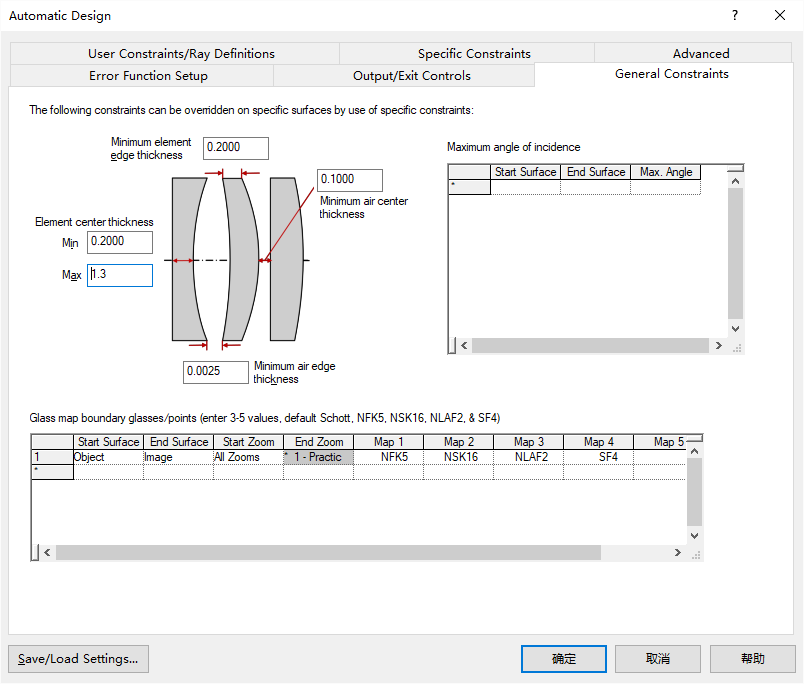 Automatic Design
?
User Constraints/Ray Definitions
Specific Constraints
Advanced
Error Function Setup
Output/Exit Controls
General Constraints
The following constraints can be overridden on specific surfaces by use of specific constraints:
Minimum element
edge thickness
0.2000
0.1000
Minimum air center
thickness
Element center thickness
Min
0.2000
Max
1.3
0.0025
Minimum air edge
thickness
Maximum angle of incidence
Start Surface End Surface Max. Angle
*
Glass map boundary glasses/points (enter 3-5 values, default Schott, NFK5, NSK16, NLAF2, & SF4)
Start Surface End Surface Start Zoom End Zoom Map 1 Map 2 Map 3 Map 4 Map 5
1 Object Image All Zooms * 1 - Practic NFK5 NSK16 NLAF2 SF4
*
Save/Load Settings...
确定
取消
帮助